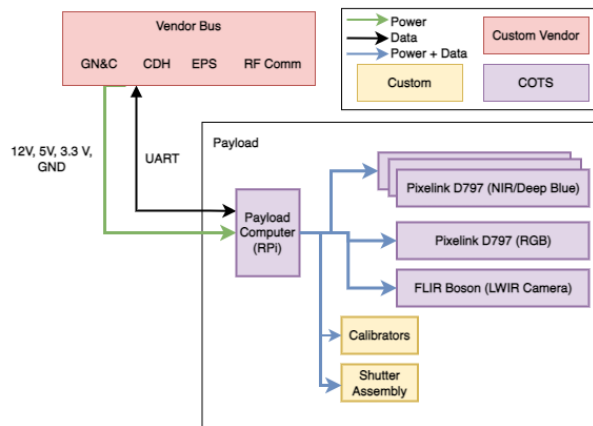 Vendor Bus
GN&C CDH EPS RF Comm
Power
Data
Power + Data
Custom Vendor
Custom
COTS
12V, 5V, 3.3 V,
GND
UART
Payload
Payload
Computer
(RPi)
Pixelink D797 (NIR/Deep Blue)
Pixelink D797 (RGB)
FLIR Boson (LWIR Camera)
Calibrators
Shutter
Assembly